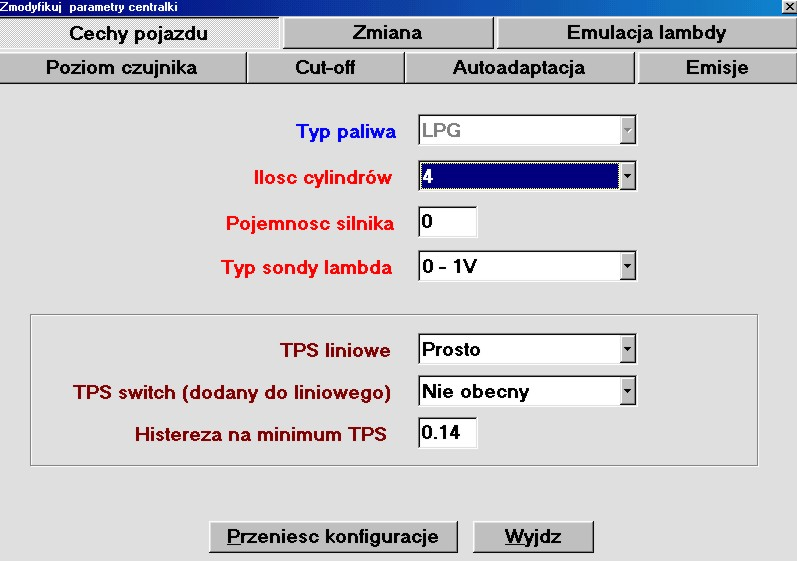 Zmodyfikuj parametry centralki
Cechy pojazdu Zmiana Emulacja lambdy
Poziom czujnika Cut-off Autoadaptacja Emisje
Typ paliwa LPG
Ilosc cylindrów 4
Pojemnosc silnika 0
Typ sondy lambda 0 - 1V
TPS liniowe Prosto
TPS switch (dodany do liniowego) Nie obecny
Histereza na minimum TPS 0.14
Przeniesc konfiguracje Wyjdz